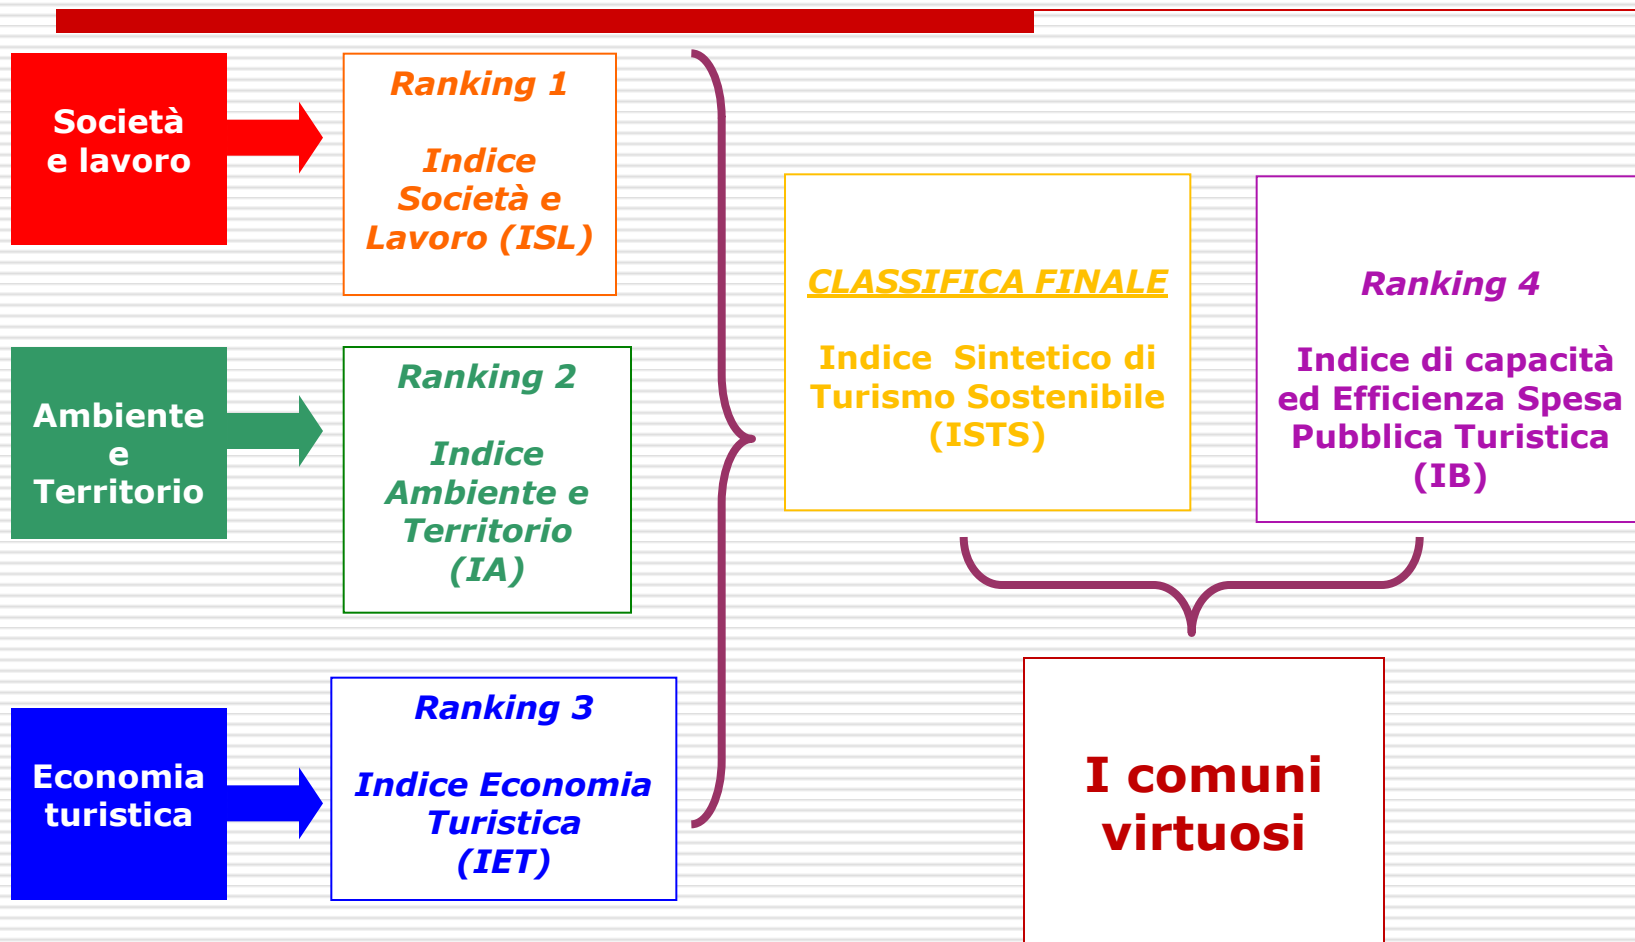 Società
e lavoro
Ranking 1
Indice
Società e
Lavoro (ISL)
Ambiente
e
Territorio
Ranking 2
Indice
Ambiente e
Territorio
(IA)
Economia
turistica
Ranking 3
Indice Economia
Turistica
(IET)
CLASSIFICA FINALE
Indice Sintetico di
Turismo Sostenibile
(ISTS)
Ranking 4
Indice di capacità
ed Efficienza Spesa
Pubblica Turistica
(IB)
I comuni
virtuosi